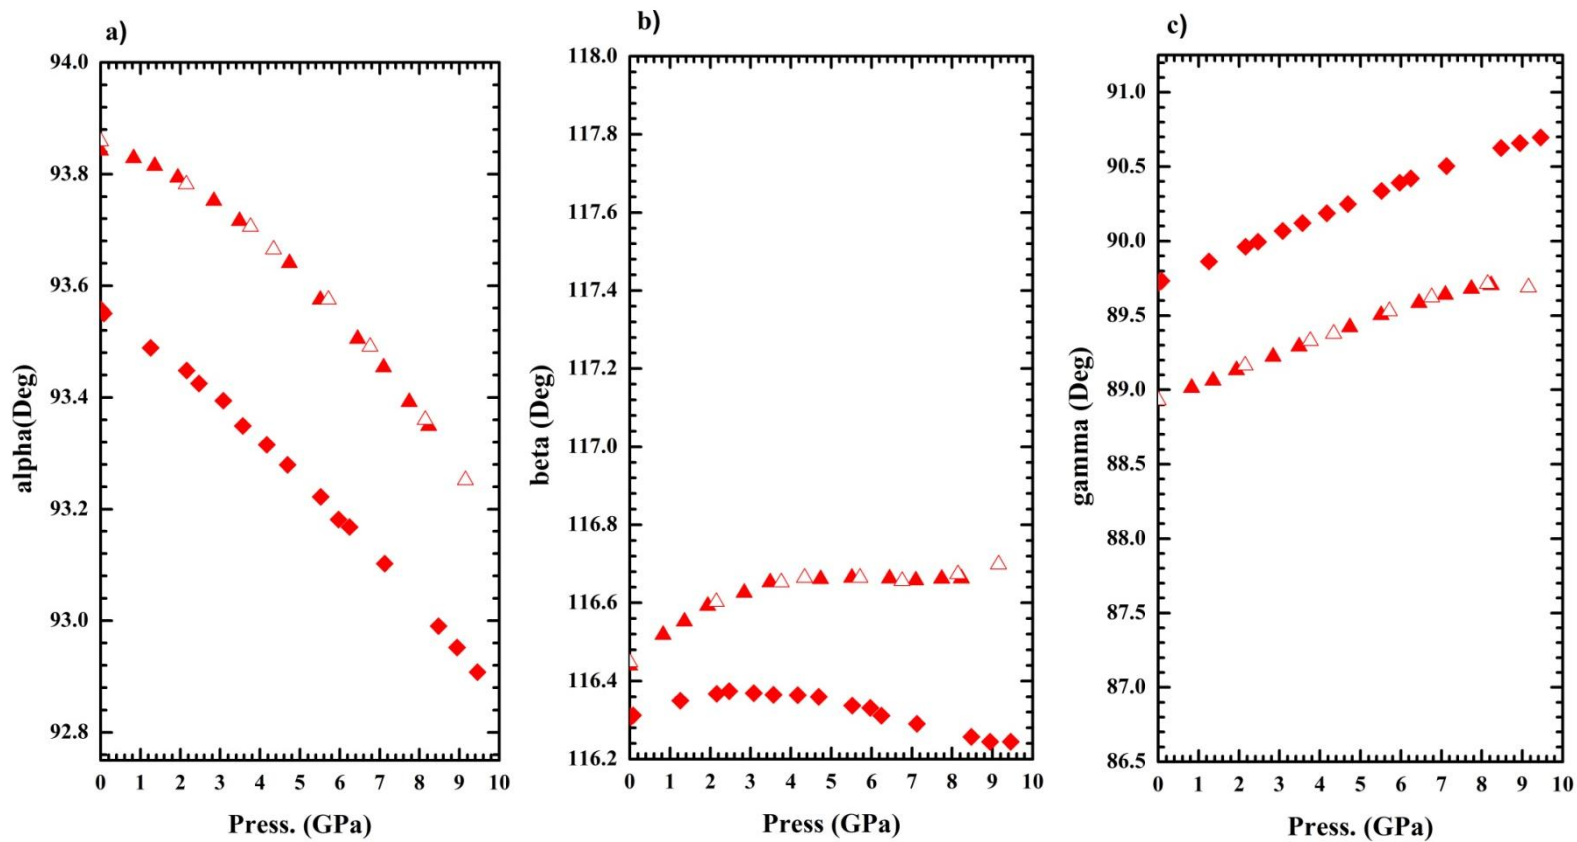 a)
94.0
93.8
93.6
93.4
93.2
93.0
92.8
alpha(Deg)
0 1 2 3 4 5 6 7 8 9 10
Press. (GPa)
b)
118.0
117.8
117.6
117.4
117.2
117.0
116.8
116.6
116.4
116.2
beta (Deg)
0 1 2 3 4 5 6 7 8 9 10
Press (GPa)
c)
91.0
90.5
90.0
89.5
89.0
88.5
88.0
87.5
87.0
86.5
gamma (Deg)
0 1 2 3 4 5 6 7 8 9 10
Press. (GPa)